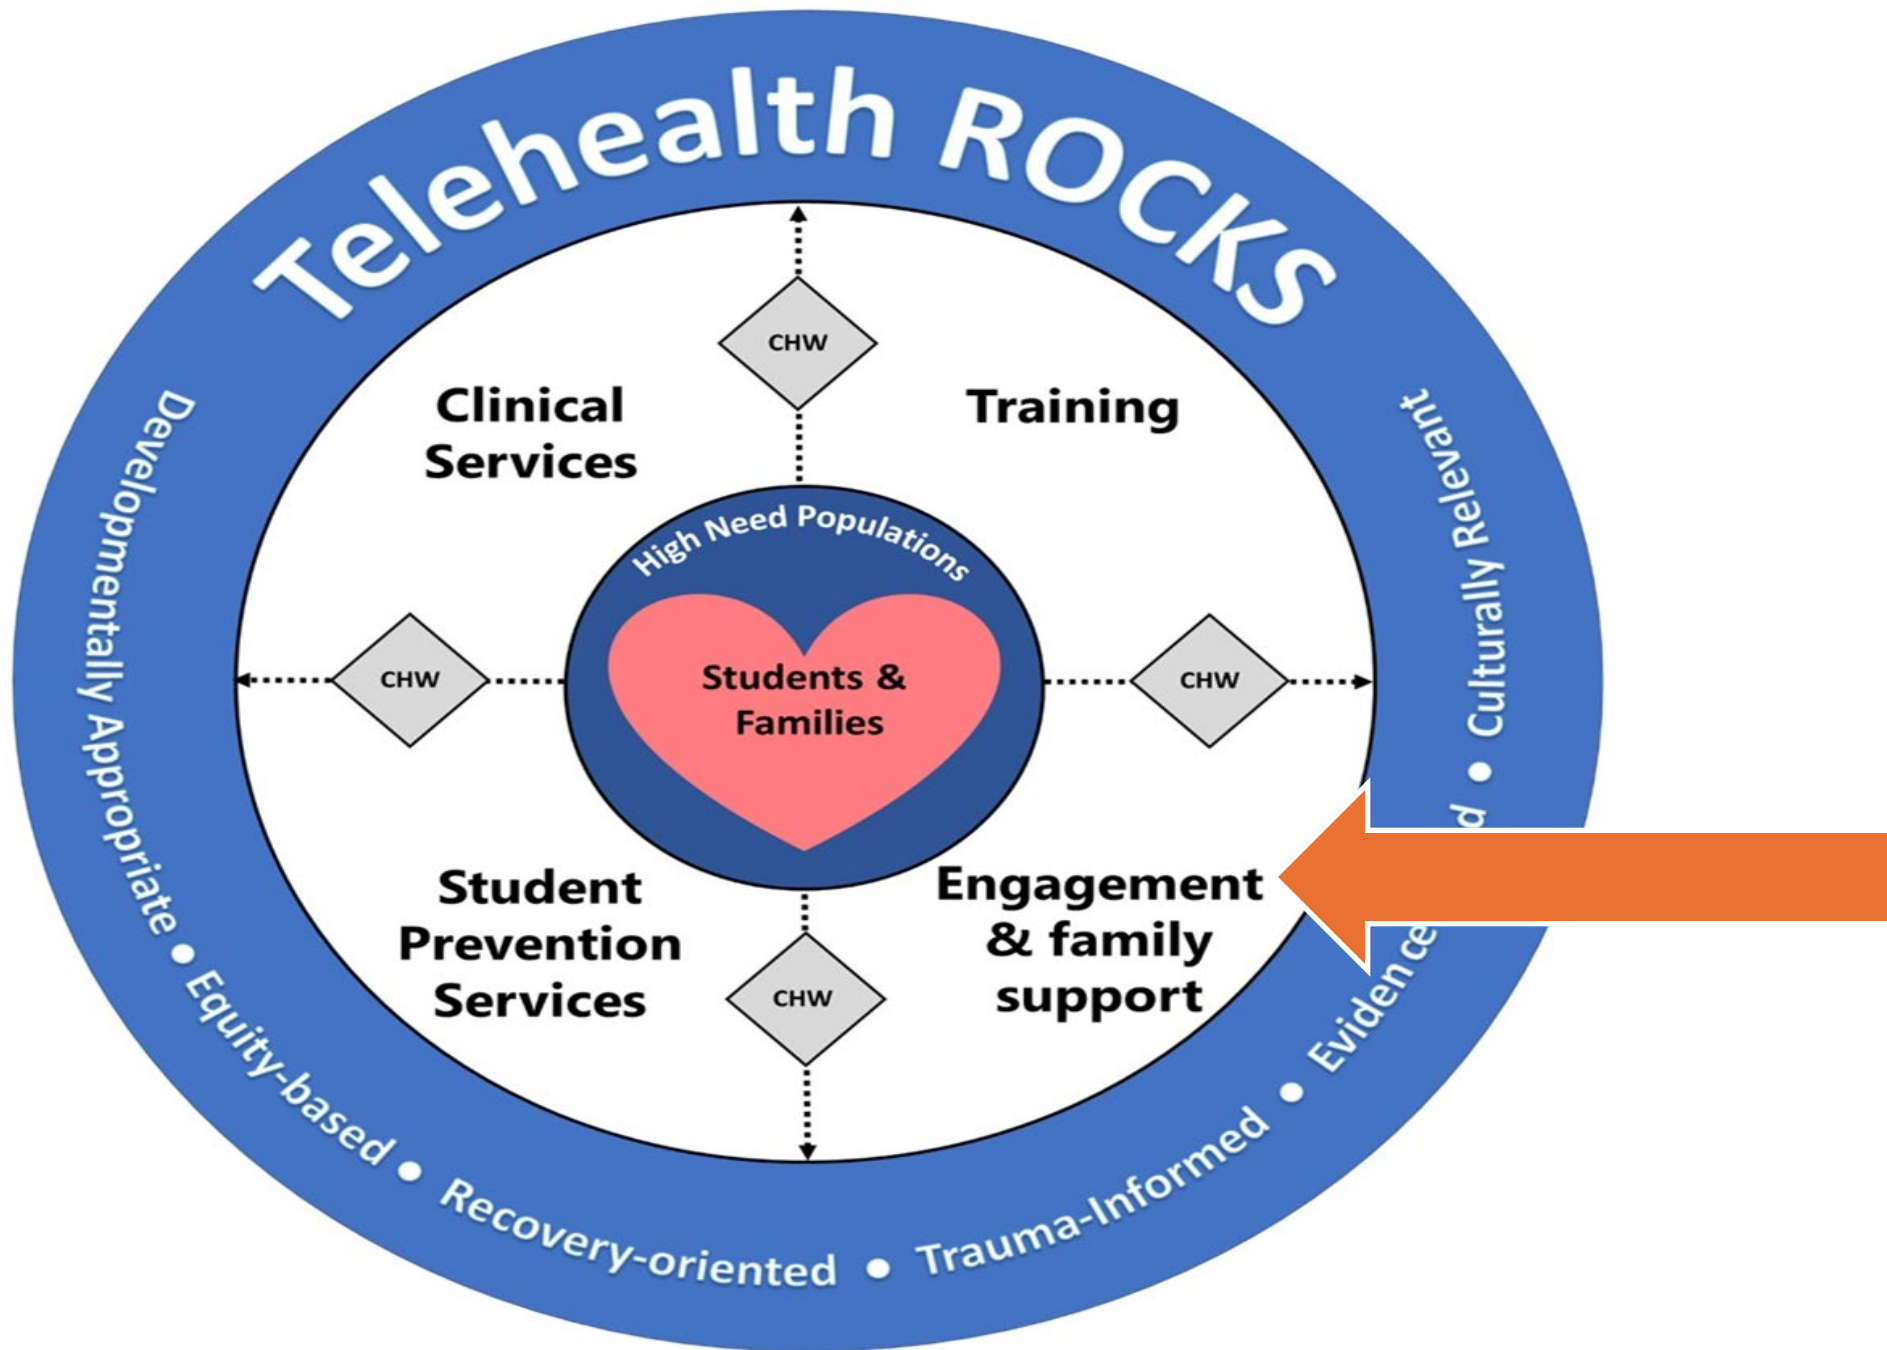 Telehealth ROCKS
CHW
Clinical
Services
Training
High Need Populations
CHW
Students &
Families
CHW
Student
Prevention
Services
Engagement
& family
support
CHW
Developmentally Appropriate ● Equity-based ● Recovery-oriented ● Trauma-Informed ● Evidence d ● Culturally Relevant